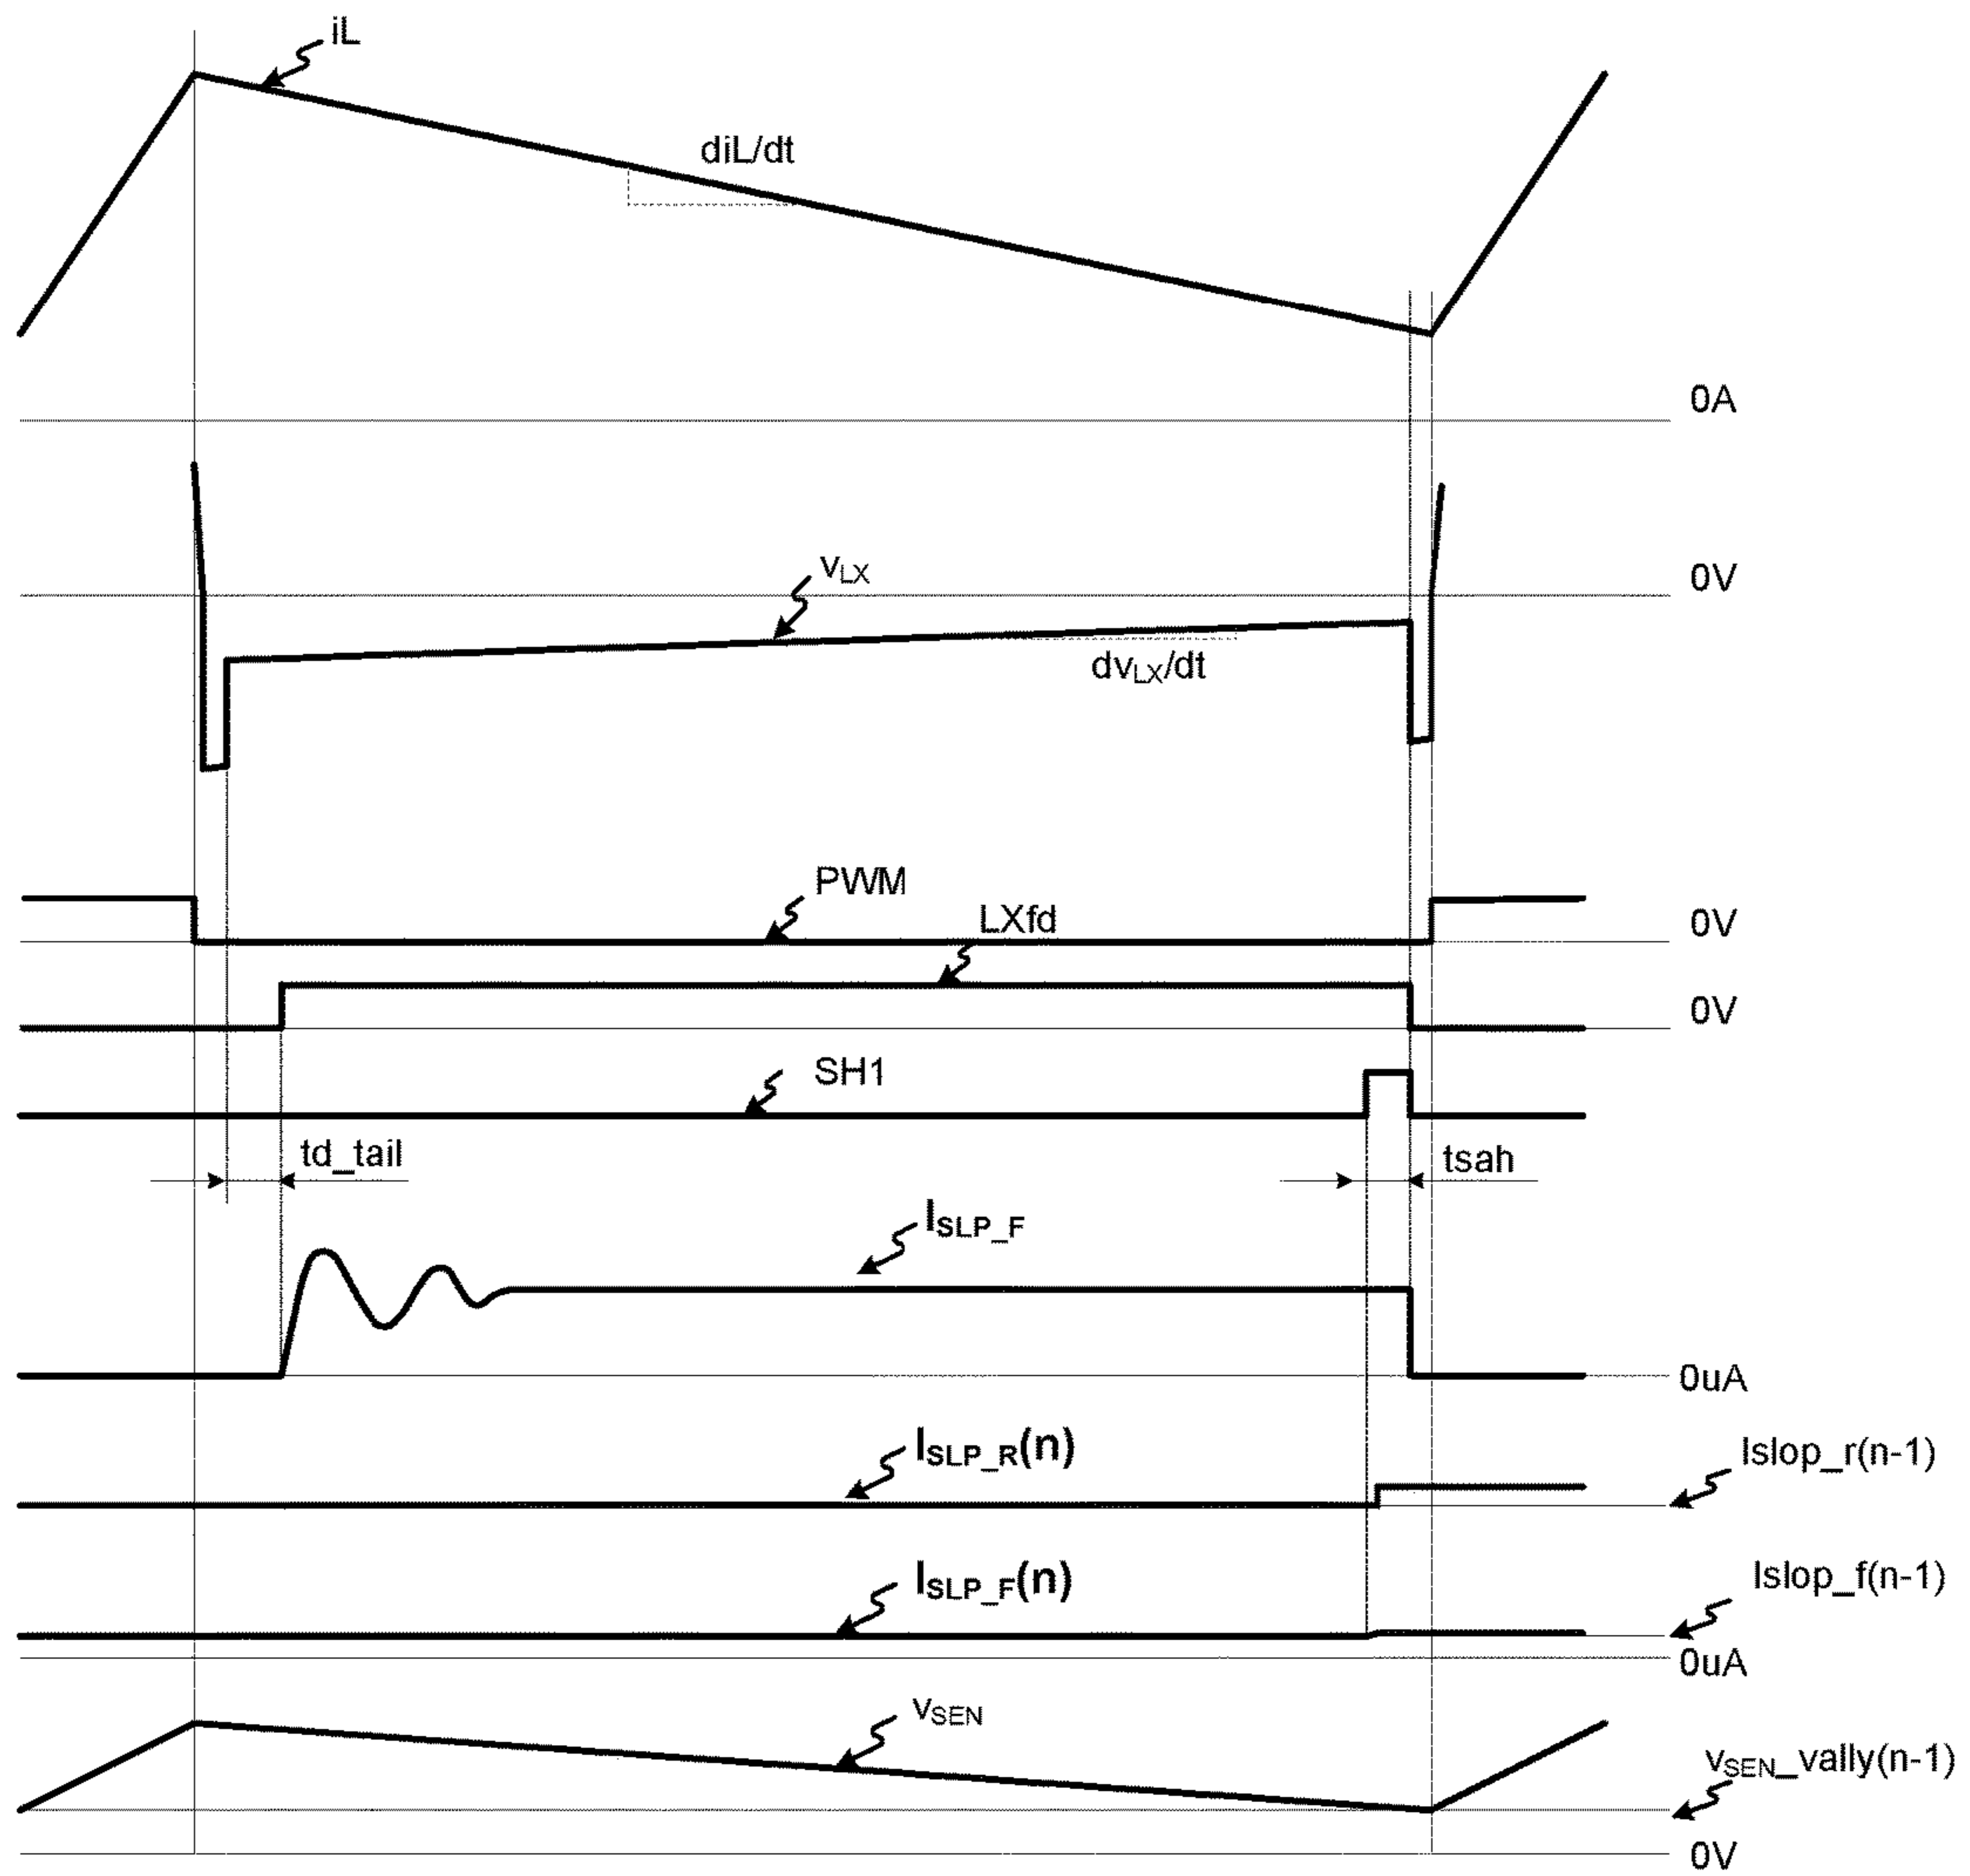 iL
diL/dt
0A
0V
vLX
dvLX/dt
PWM
LXfd
0V
0V
SH1
td_tail
tsah
ISLP_F
0uA
ISLP_R(n)
Islop_r(n-1)
ISLP_F(n)
Islop_f(n-1)
0uA
vSEN
vSEN_vally(n-1)
0V